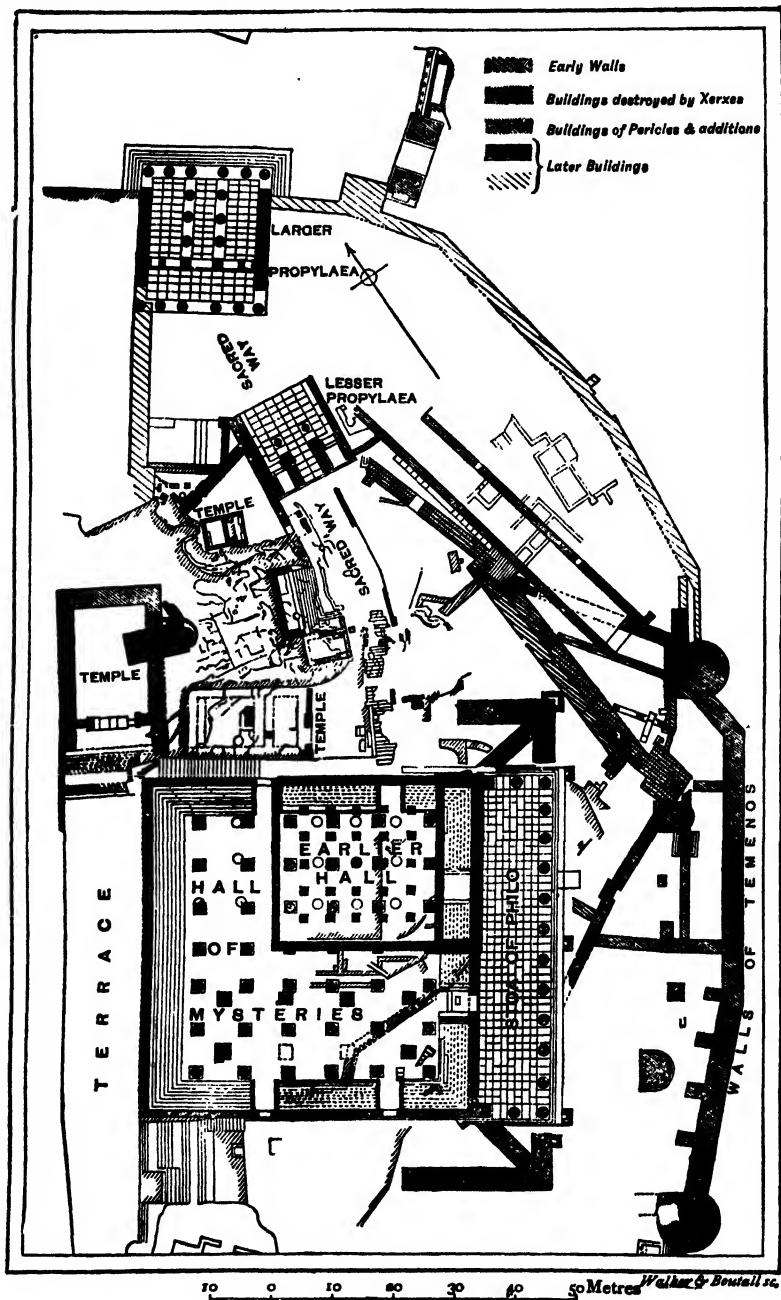 Early Walls
Buildings destroyed by Xerxes
Buildings of Pericles & additions
Later Buildings
LARGER
PROPYLAEA
SACRED
WAY
LESSER
PROPYLAEA
TEMPLE
SACRED WAY
TEMPLE
TEMPLE
EARLIER
HALL
HALL
OF
MYSTERIES
STOA OF PHILO
TERRACE
WALLS OF TEMENOS
10 0 10 20 30 40 50 Metres
Walker & Boutall sc.